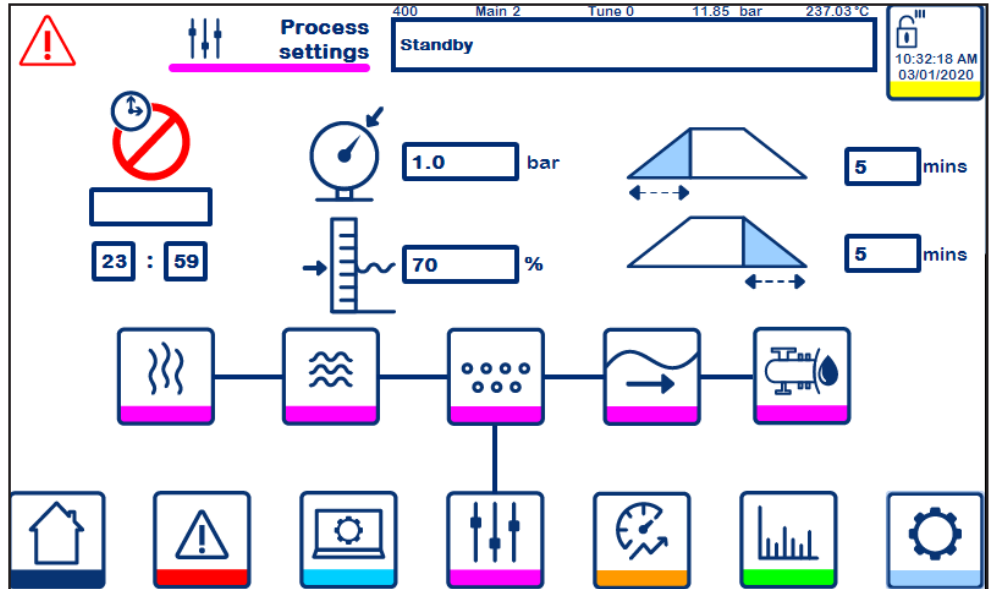 400 Main 2 Tune 0 11.85 bar 237.03 °C
Process
settings
Standby
10:32:18 AM
03/01/2020
1.0 bar
5 mins
23 : 59
70 %
5 mins